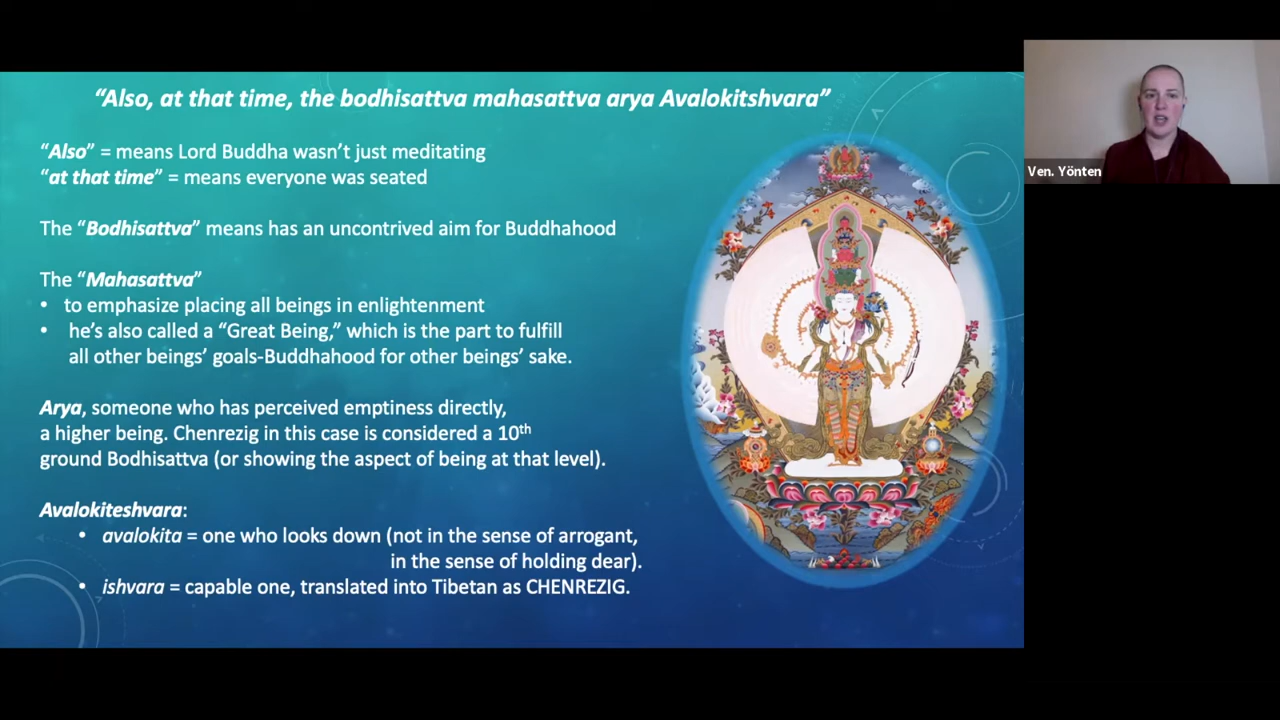 “Also, at that time, the bodhisattva mahasattva arya Avalokitshvara”
“Also” = means Lord Buddha wasn’t just meditating
“at that time” = means everyone was seated
The “Bodhisattva” means has an uncontrived aim for Buddhahood
The “Mahasattva”
• to emphasize placing all beings in enlightenment
• he’s also called a “Great Being,” which is the part to fulfill
all other beings’ goals-Buddhahood for other beings’ sake.
Arya, someone who has perceived emptiness directly,
a higher being. Chenrezig in this case is considered a 10th
ground Bodhisattva (or showing the aspect of being at that level).
Avalokiteshvara:
• avalokita = one who looks down (not in the sense of arrogant,
in the sense of holding dear).
• ishvara = capable one, translated into Tibetan as CHENREZIG.
Ven. Yönten